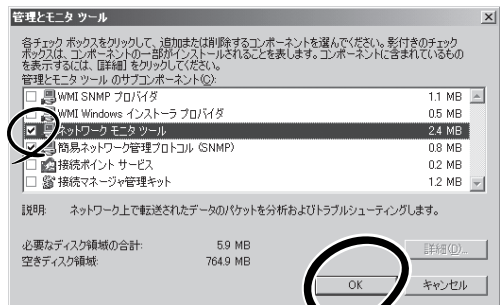 管理とモニタ ツール
各チェック ボックスをクリックして、追加または削除するコンポーネントを選んでください。影付きのチェック
ボックスは、コンポーネントの一部がインストールされることを表します。コンポーネントに含まれているもの
を表示するには、[詳細] をクリックしてください。
管理とモニタ ツール のサブコンポーネント(C):
WMI SNMP プロバイダ 1.1 MB
WMI Windows インストーラ プロバイダ 0.5 MB
ネットワーク モニタ ツール 2.4 MB
簡易ネットワーク管理プロトコル (SNMP) 0.8 MB
接続ポイント サービス 0.2 MB
接続マネージャ管理キット 1.2 MB
説明: ネットワーク上で転送されたデータのパケットを分析およびトラブルシューティングします。
必要なディスク領域の合計: 5.9 MB
空きディスク領域: 764.9 MB
詳細(D)...
OK
キャンセル